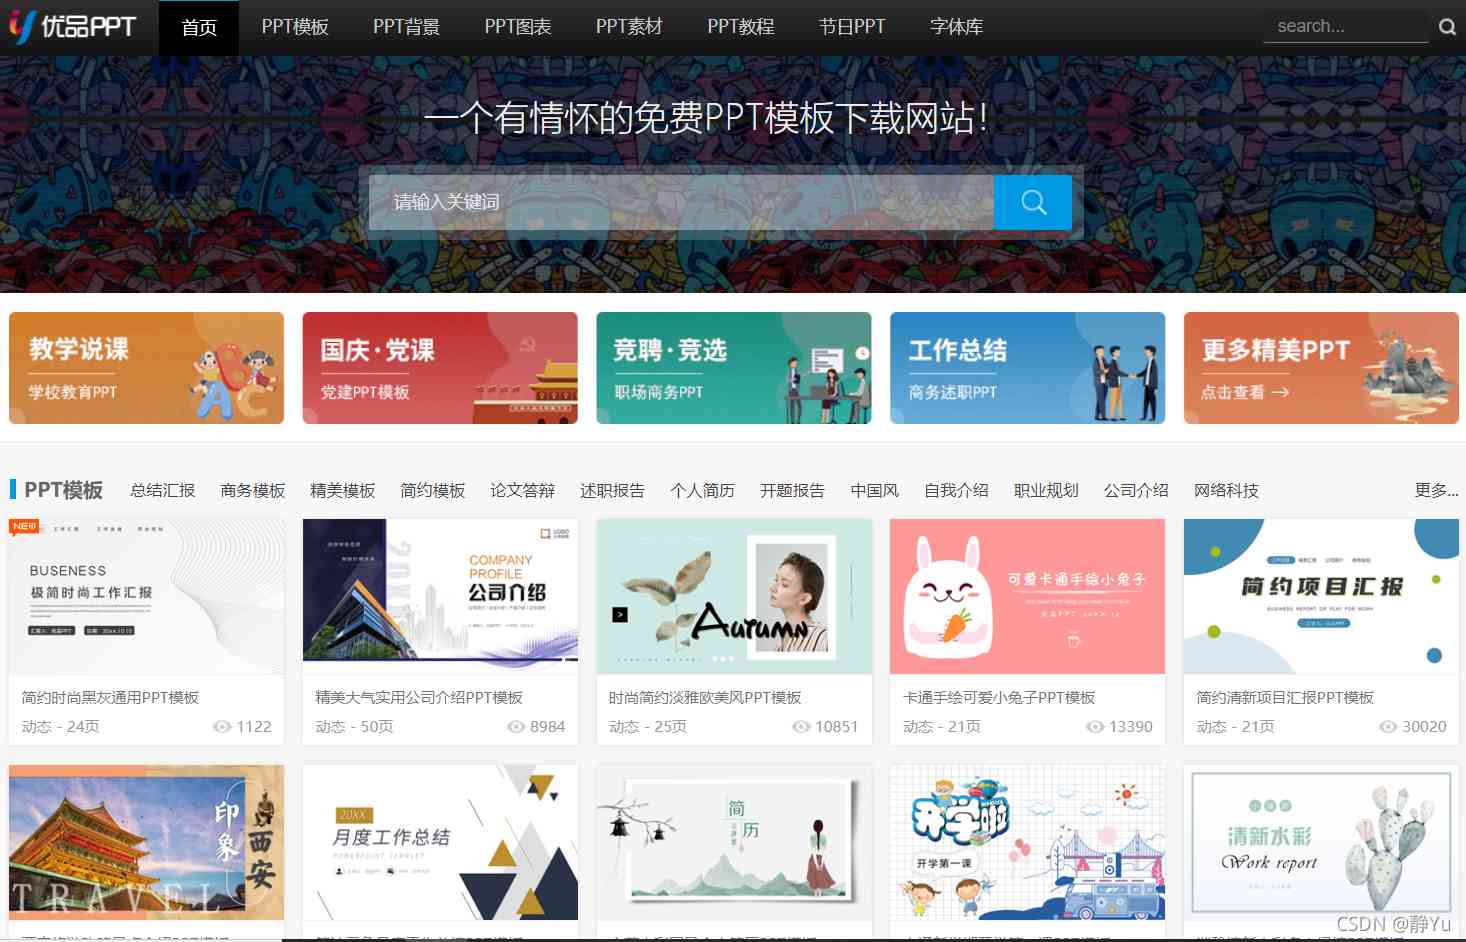 优品PPT
首页 PPT模板 PPT背景 PPT图表 PPT素材 PPT教程 节日PPT 字体库
search...
一个有情怀的免费PPT模板下载网站!
请输入关键词
教学说课
学校教育PPT
国庆·党课
党建PPT模板
竞聘·竞选
职场商务PPT
工作总结
商务述职PPT
更多精美PPT
点击查看 →
PPT模板 总结汇报 商务模板 精美模板 简约模板 论文答辩 述职报告 个人简历 开题报告 中国风 自我介绍 职业规划 公司介绍 网络科技 更多...
NEW
BUSENESS
极简时尚工作汇报
简约时尚黑灰通用PPT模板
动态 - 24页 1122
LOGO
COMPANY
PROFILE
公司介绍
精美大气实用公司介绍PPT模板
动态 - 50页 8984
>
AUTUMN
时尚简约淡雅欧美风PPT模板
动态 - 25页 10851
可爱卡通手绘小兔子
卡通手绘可爱小兔子PPT模板
动态 - 21页 13390
简约项目汇报
BUSINESS REPORT OR PLAY FOR WORK
简约清新项目汇报PPT模板
动态 - 21页 30020
印象
西安
TRAVEL
20XX
月度工作总结
简
历
开学啦
开学第一课
小清新
清新水彩
Work report
CSDN @静Yu